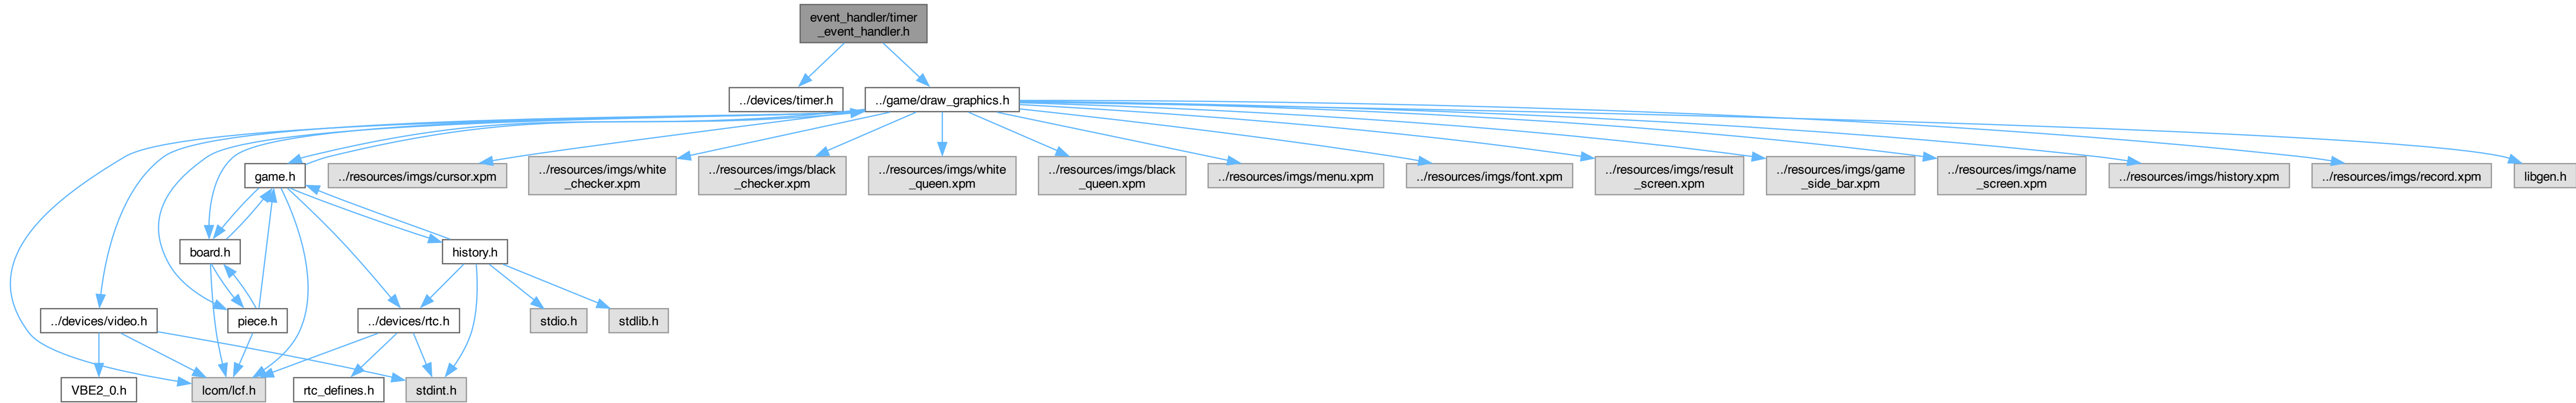 event_handler/timer
_event_handler.h
../devices/timer.h
../game/draw_graphics.h
game.h
../resources/imgs/cursor.xpm
../resources/imgs/white
_checker.xpm
../resources/imgs/black
_checker.xpm
../resources/imgs/white
_queen.xpm
../resources/imgs/black
_queen.xpm
../resources/imgs/menu.xpm
../resources/imgs/font.xpm
../resources/imgs/result
_screen.xpm
../resources/imgs/game
_side_bar.xpm
../resources/imgs/name
_screen.xpm
../resources/imgs/history.xpm
../resources/imgs/record.xpm
libgen.h
board.h
history.h
../devices/video.h
piece.h
../devices/rtc.h
stdio.h
stdlib.h
VBE2_0.h
lcom/lcf.h
rtc_defines.h
stdint.h